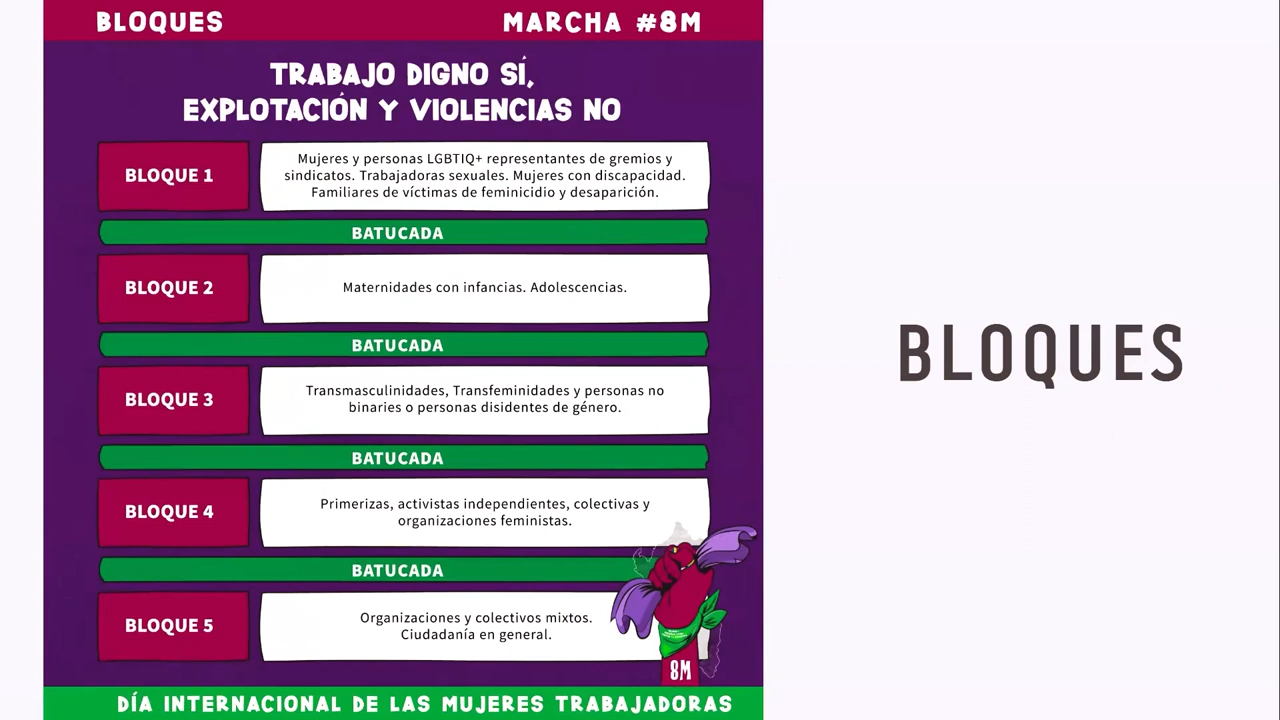 BLOQUES
MARCHA #8M
TRABAJO DIGNO SÍ,
EXPLOTACIÓN Y VIOLENCIAS NO
BLOQUE 1
Mujeres y personas LGBTIQ+ representantes de gremios y
sindicatos. Trabajadoras sexuales. Mujeres con discapacidad.
Familiares de víctimas de feminicidio y desaparición.
BATUCADA
BLOQUE 2
Maternidades con infancias. Adolescencias.
BATUCADA
BLOQUE 3
Transmasculinidades, Transfeminidades y personas no
binaries o personas disidentes de género.
BATUCADA
BLOQUE 4
Primerizas, activistas independientes, colectivas y
organizaciones feministas.
BATUCADA
BLOQUE 5
Organizaciones y colectivos mixtos.
Ciudadanía en general.
8M
DÍA INTERNACIONAL DE LAS MUJERES TRABAJADORAS
BLOQUES